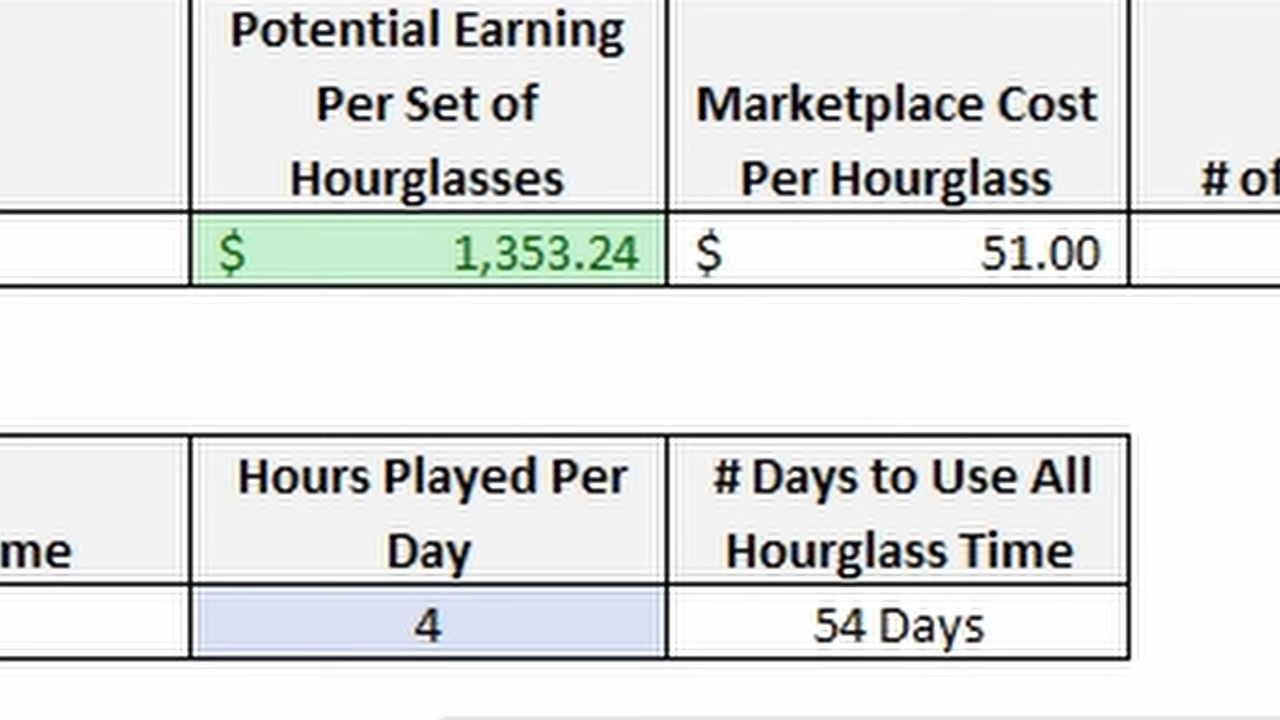 Potential Earning
Per Set of
Marketplace Cost
Hourglasses
Per Hourglass
# of
$ 1,353.24
$ 51.00
Hours Played Per
# Days to Use All
me
Day
Hourglass Time
4
54 Days